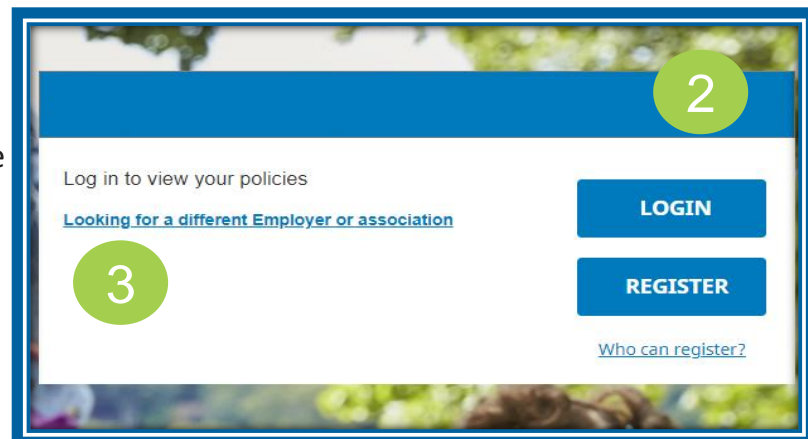 2
e
Log in to view your policies
Looking for a different Employer or association
LOGIN
3
REGISTER
Who can register?